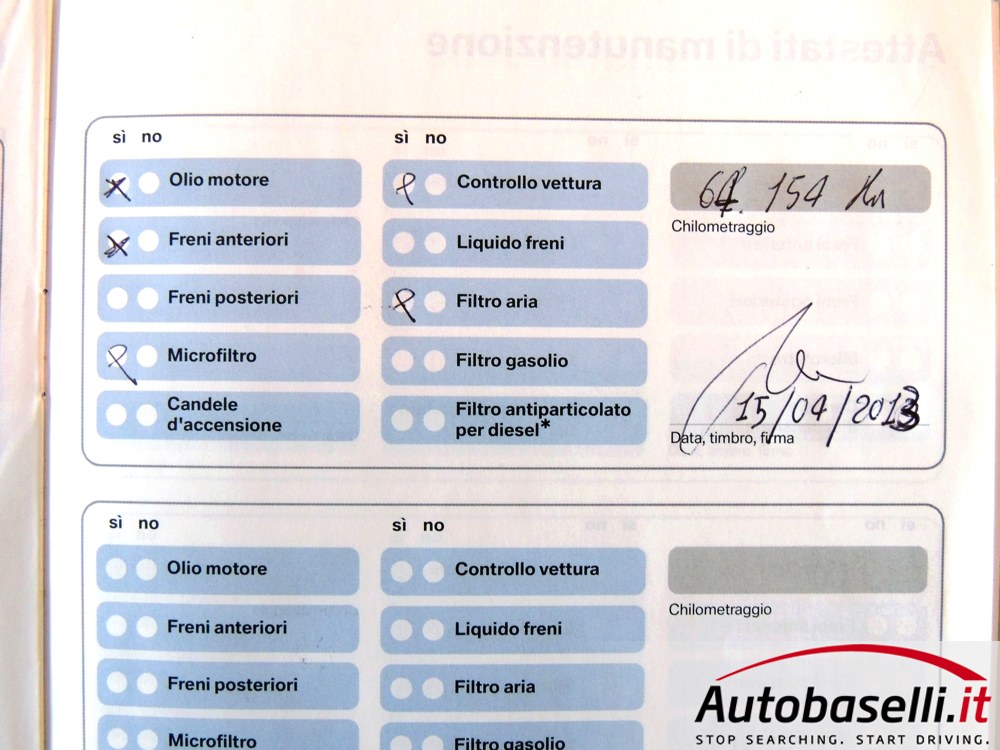 Attestati di manutenzione
sì no
Olio motore
Freni anteriori
Freni posteriori
Microfiltro
Candele
d'accensione
sì no
Controllo vettura
Liquido freni
Filtro aria
Filtro gasolio
Filtro antiparticolato
per diesel*
154 Km
Chilometraggio
15/04/2013
Data, timbro, firma
sì no
Olio motore
Freni anteriori
Freni posteriori
Microfiltro
sì no
Controllo vettura
Liquido freni
Filtro aria
Filtro gasolio
Chilometraggio
Autobaselli.it
STOP SEARCHING. START DRIVING.